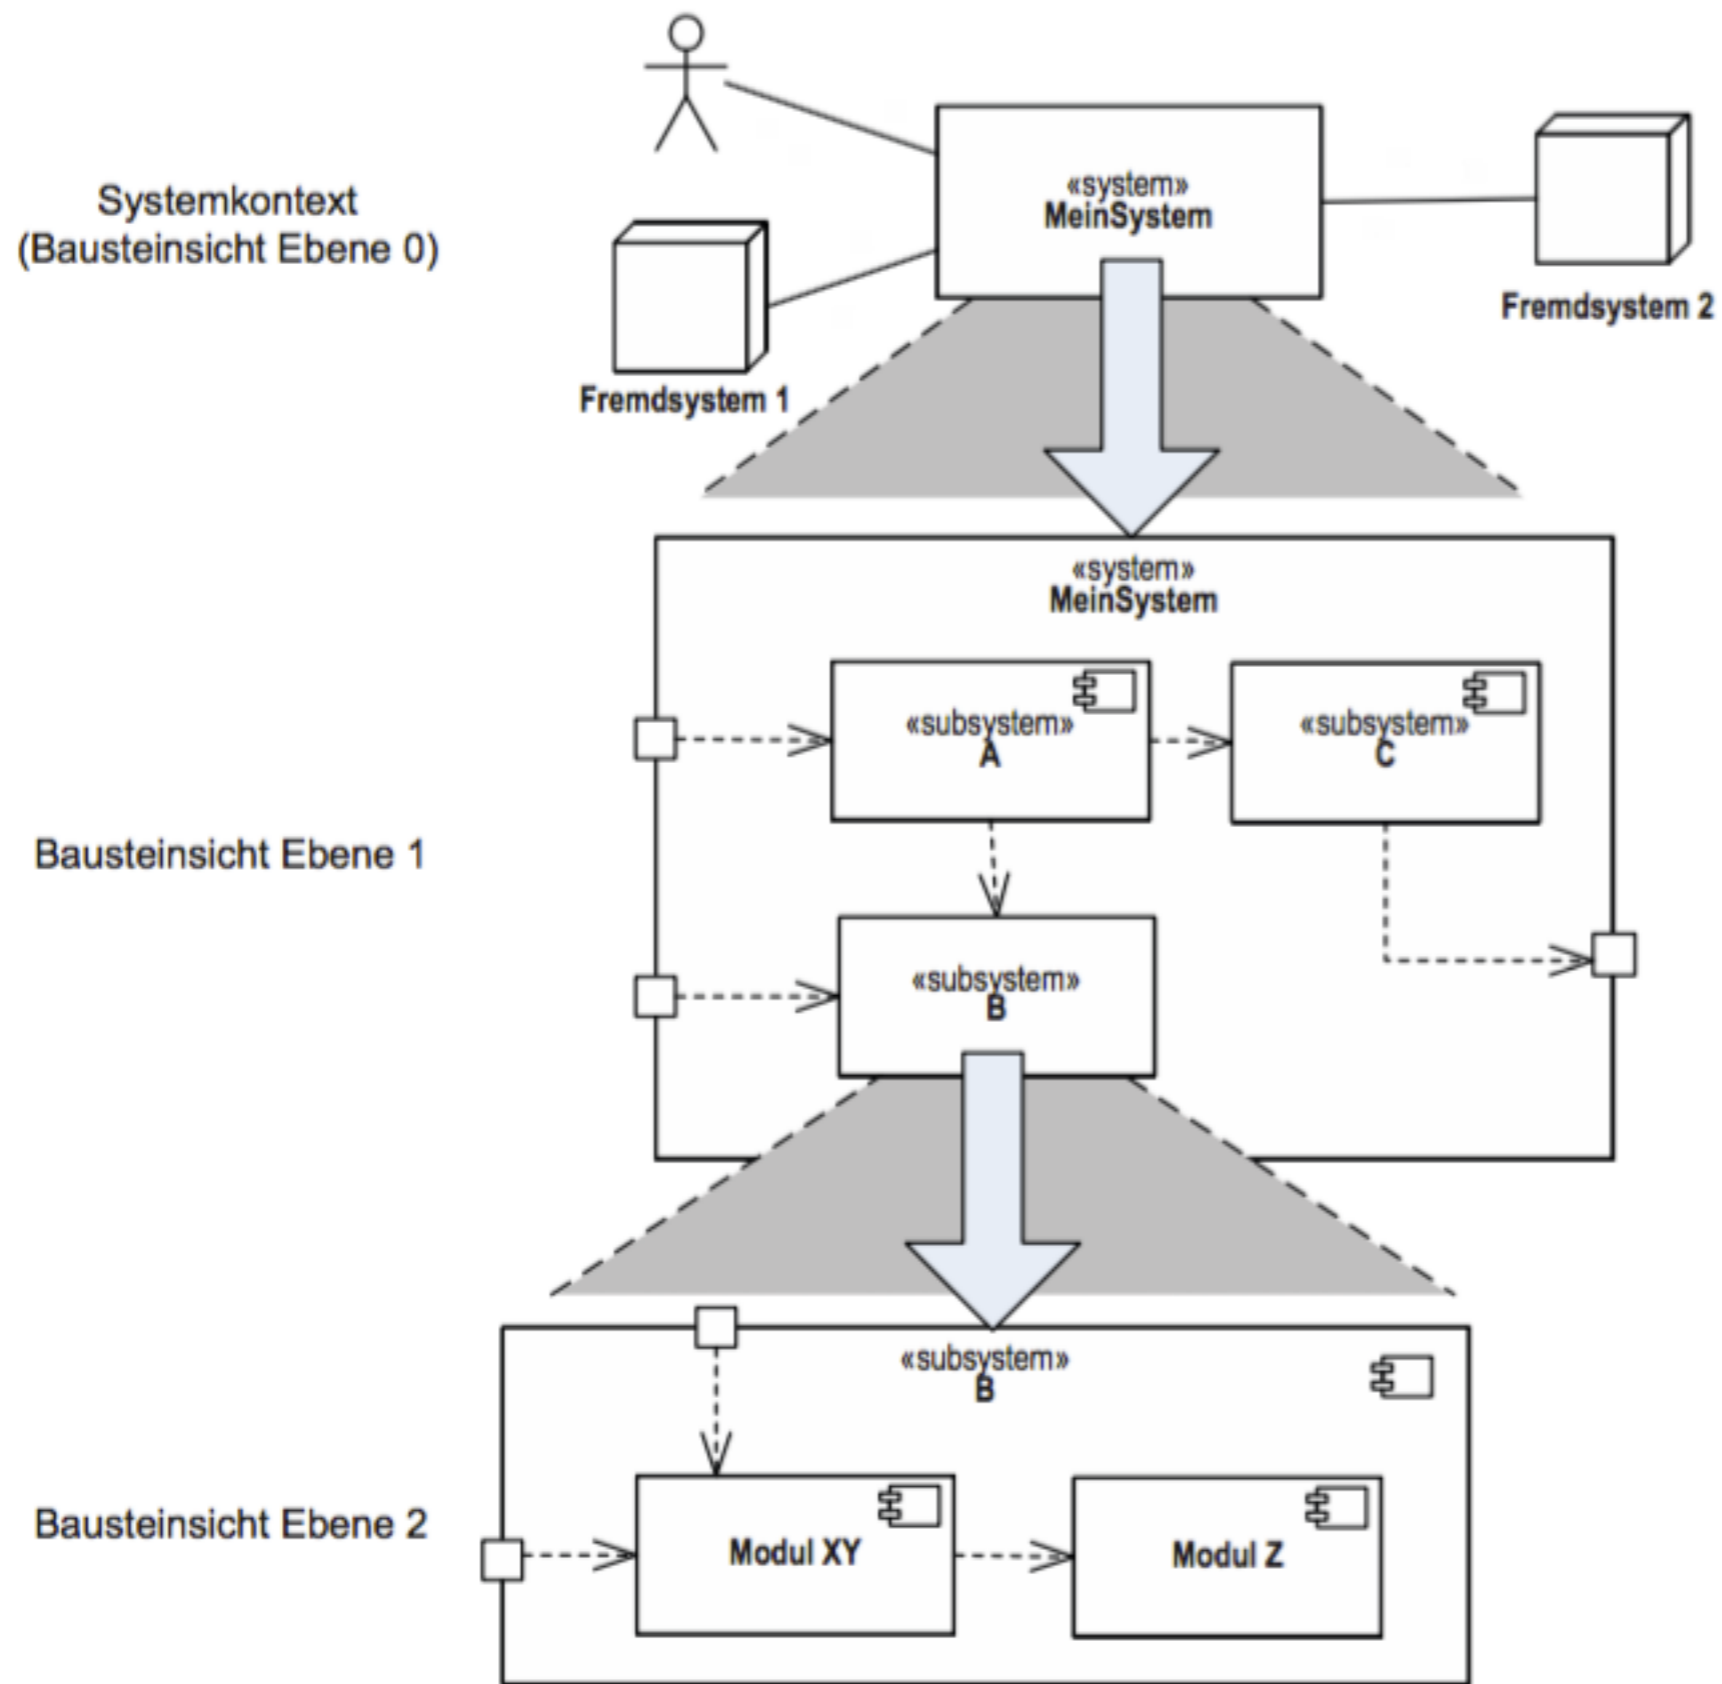 Systemkontext
(Bausteinsicht Ebene 0)
«system»
MeinSystem
Fremdsystem 2
Fremdsystem 1
«system»
MeinSystem
«subsystem»
A
«subsystem»
C
Bausteinsicht Ebene 1
«subsystem»
B
«subsystem»
B
Bausteinsicht Ebene 2
Modul XY
Modul Z